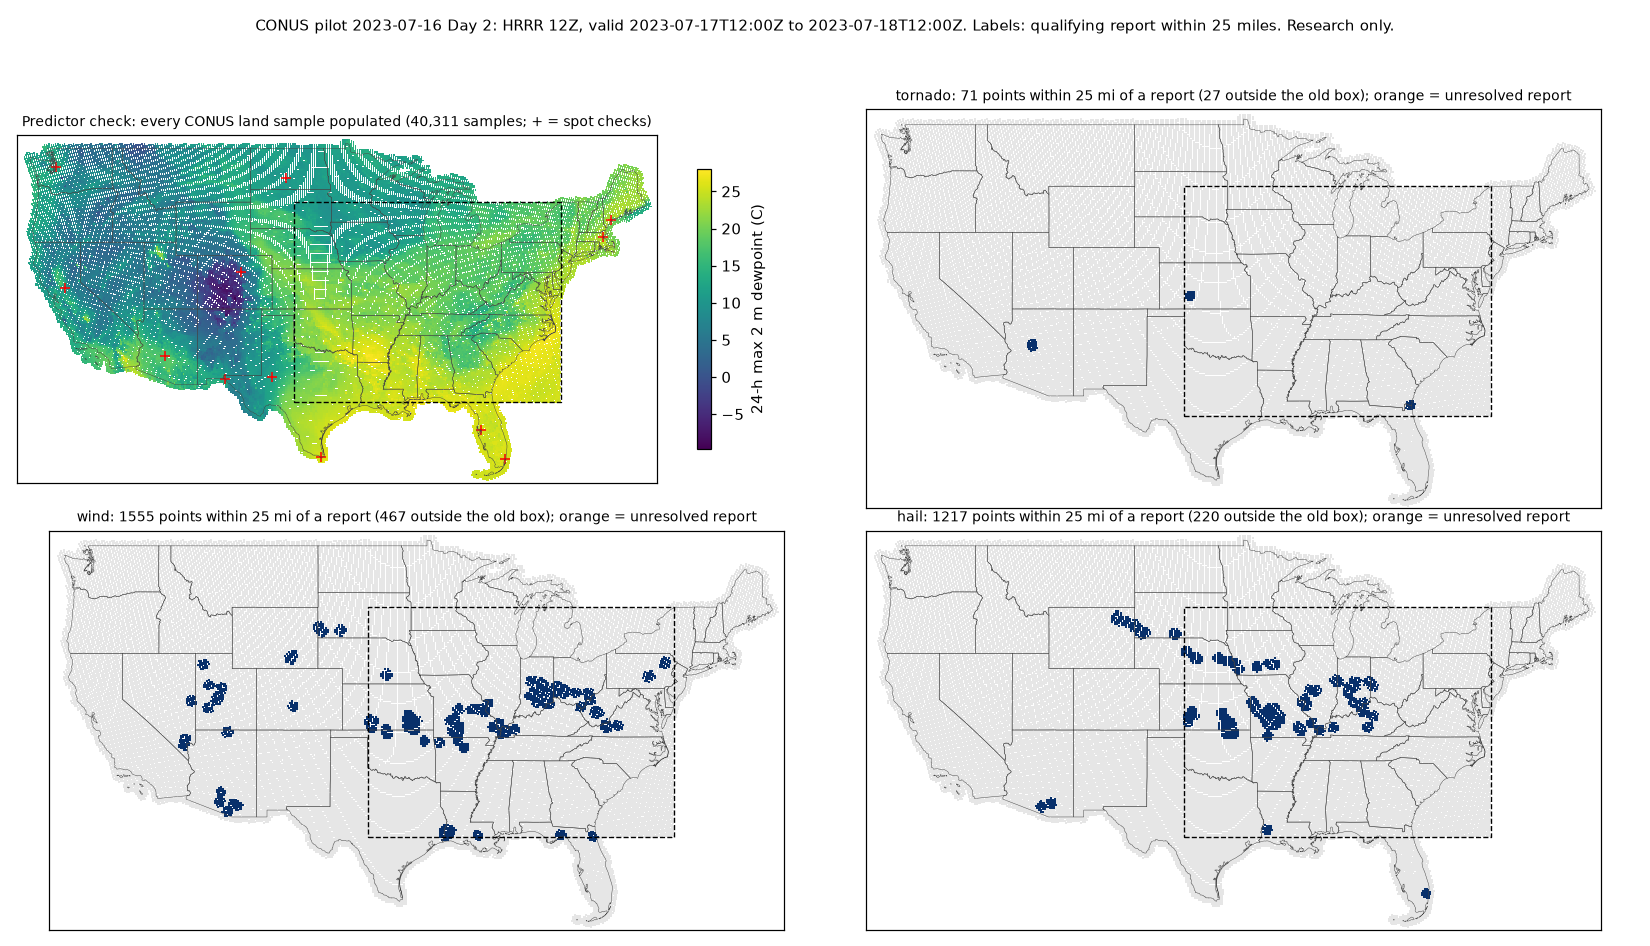 CONUS pilot 2023-07-16 Day 2: HRRR 12Z, valid 2023-07-17T12:00Z to 2023-07-18T12:00Z. Labels: qualifying report within 25 miles. Research only.
Predictor check: every CONUS land sample populated (40,311 samples; + = spot checks)
25
20
15
10
5
0
−5
24-h max 2 m dewpoint (C)
tornado: 71 points within 25 mi of a report (27 outside the old box); orange = unresolved report
wind: 1555 points within 25 mi of a report (467 outside the old box); orange = unresolved report
hail: 1217 points within 25 mi of a report (220 outside the old box); orange = unresolved report